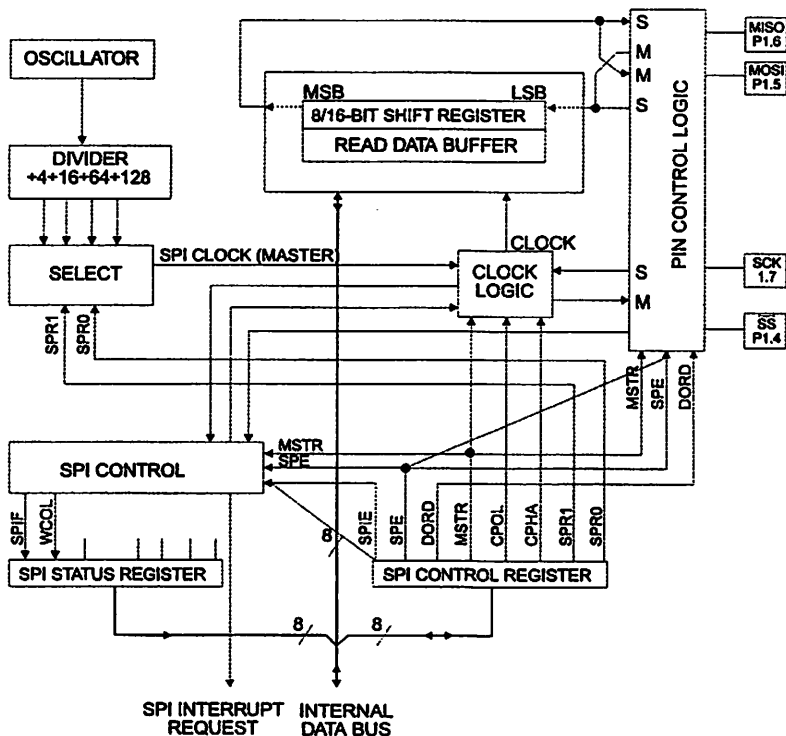 OSCILLATOR
DIVIDER
+4+16+64+128
SELECT
SPI CLOCK (MASTER)
SPR1
SPR0
MSB
LSB
8/16-BIT SHIFT REGISTER
READ DATA BUFFER
CLOCK
CLOCK
LOGIC
S
M
M
S
S
M
PIN CONTROL LOGIC
MISO
P1.6
MOSI
P1.5
SCK
1.7
SS
P1.4
MSTR
SPE
DORD
SPI CONTROL
MSTR
SPE
SPIF
WCOL
SPIE
SPE
DORD
MSTR
CPOL
CPHA
SPR1
SPR0
8
SPI STATUS REGISTER
SPI CONTROL REGISTER
8
8
SPI INTERRUPT
REQUEST
INTERNAL
DATA BUS